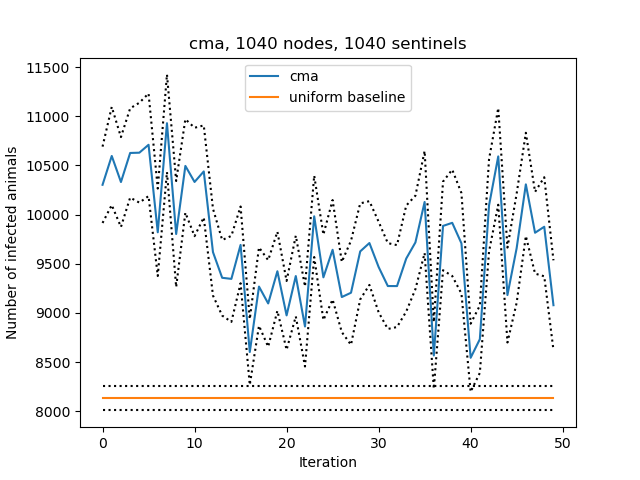 cma, 1040 nodes, 1040 sentinels
cma
uniform baseline
Number of infected animals
11500
11000
10500
10000
9500
9000
8500
8000
0 10 20 30 40 50
Iteration